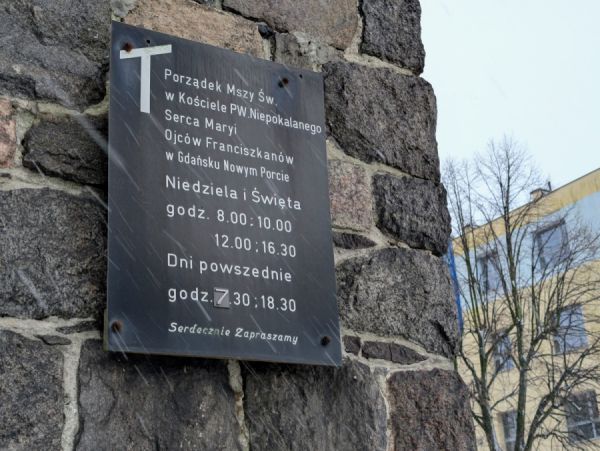 Porządek Mszy Św.
w Kościele PW. Niepokalanego
Serca Maryi
Ojców Franciszkanów
w Gdańsku Nowym Porcie
Niedziela i Święta
godz. 8.00; 10.00
12.00; 16.30
Dni powszednie
godz. 7.30; 18.30
Serdecznie Zapraszamy